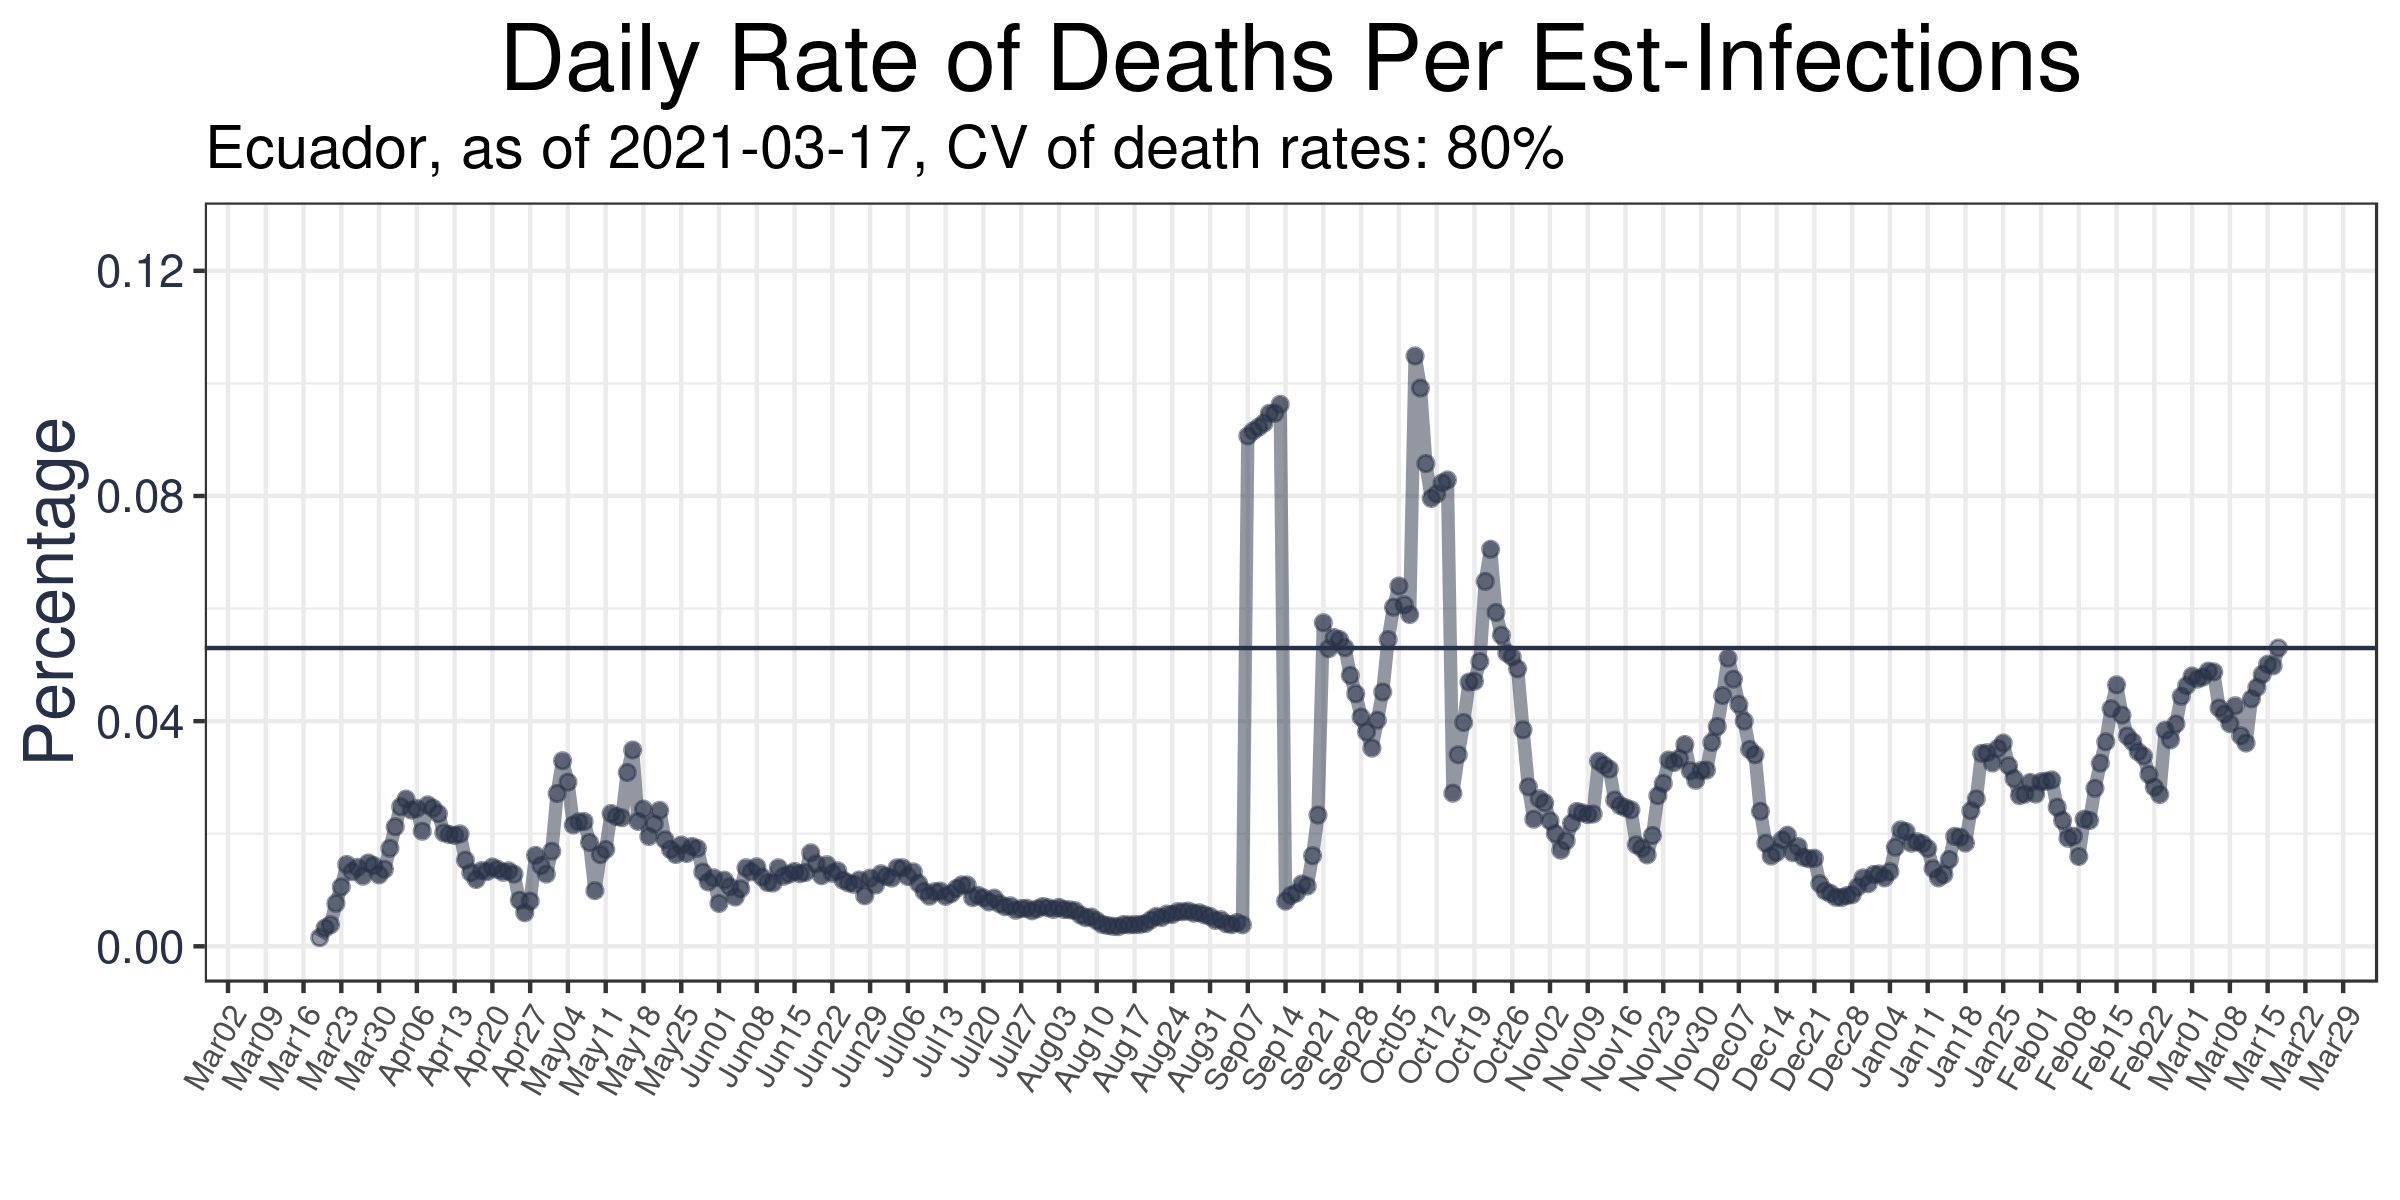 Daily Rate of Deaths Per Est-Infections
Ecuador, as of 2021-03-17, CV of death rates: 80%
Percentage
0.12
0.08
0.04
0.00
Mar02
Mar09
Mar16
Mar23
Mar30
Apr06
Apr13
Apr20
Apr27
May04
May11
May18
May25
Jun01
Jun08
Jun15
Jun22
Jun29
Jul06
Jul13
Jul20
Jul27
Aug03
Aug10
Aug17
Aug24
Aug31
Sep07
Sep14
Sep21
Sep28
Oct05
Oct12
Oct19
Oct26
Nov02
Nov09
Nov16
Nov23
Nov30
Dec07
Dec14
Dec21
Dec28
Jan04
Jan11
Jan18
Jan25
Feb01
Feb08
Feb15
Feb22
Mar01
Mar08
Mar15
Mar22
Mar29